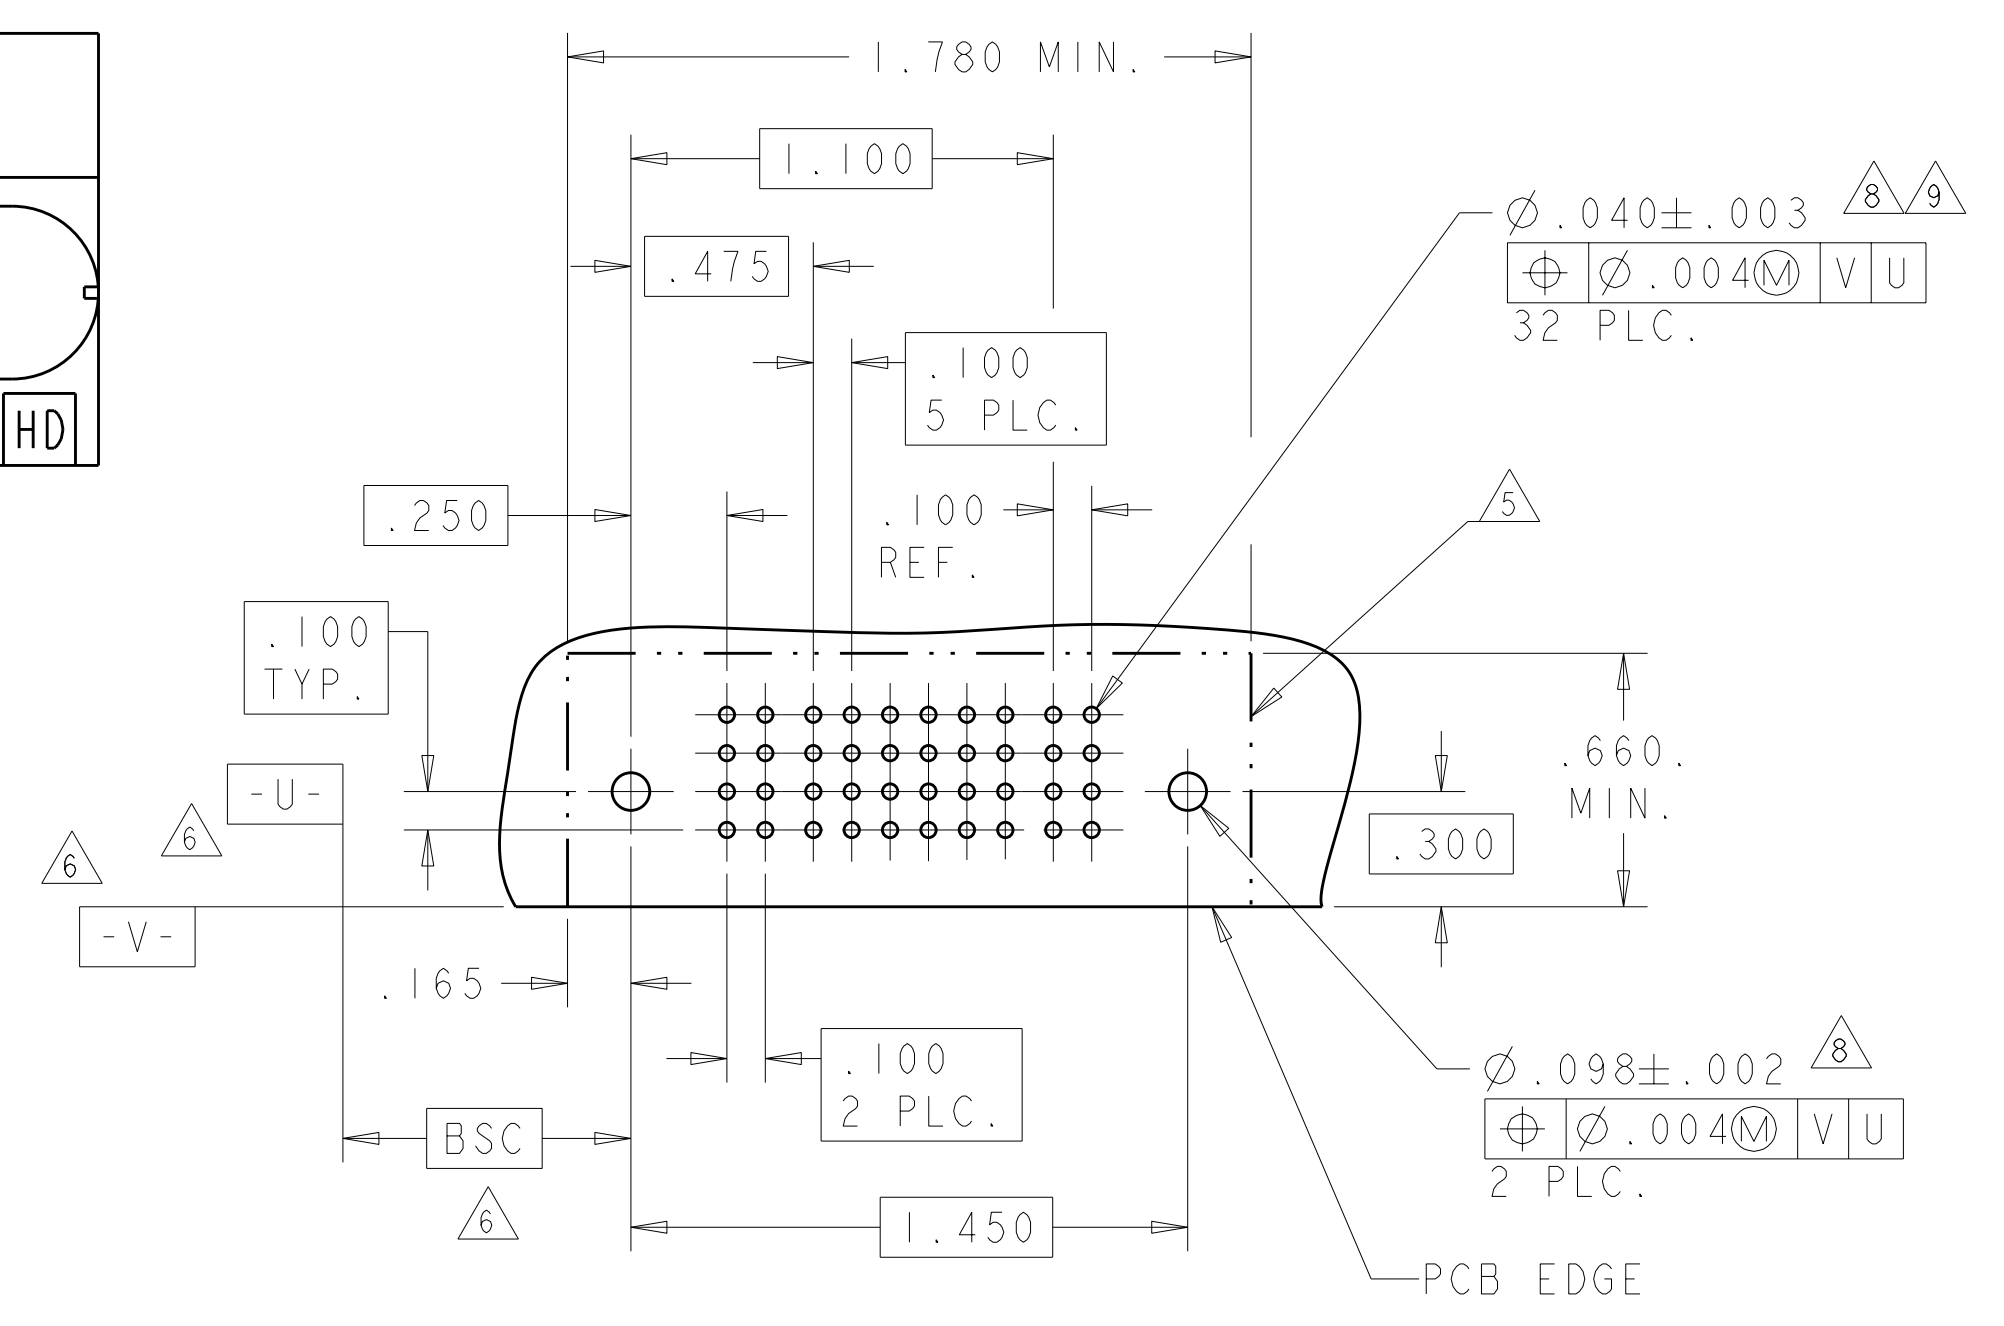 1.780 MIN.
1.100
8 9
Ø.040±.003
⌖ Ø.004Ⓜ V U
32 PLC.
.475
.100
5 PLC.
HD
.250
.100
REF.
5
.100
TYP.
.660.
MIN.
-U-
6
6
.300
-V-
.165
8
Ø.098±.002
⌖ Ø.004Ⓜ V U
2 PLC.
.100
2 PLC.
BSC
6
1.450
PCB EDGE